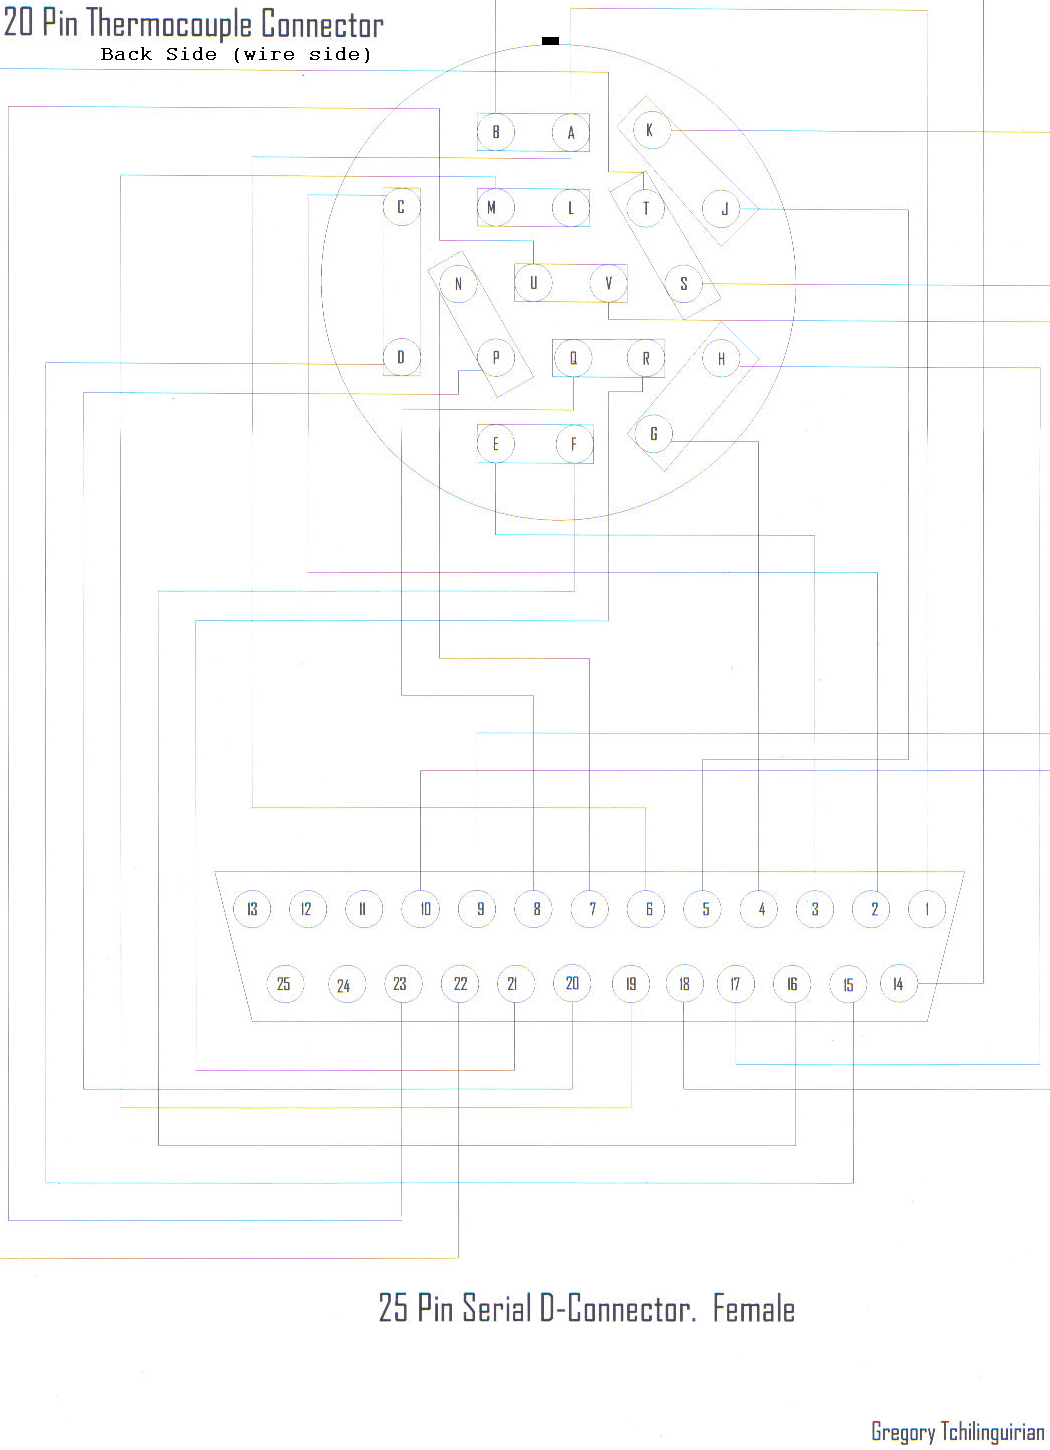 20 Pin Thermocouple Connector
Back Side (wire side)
B A K
C M L T J
N U V S
D P Q R H
E F G
13 12 11 10 9 8 7 6 5 4 3 2 1
25 24 23 22 21 20 19 18 17 16 15 14
25 Pin Serial D-Connector. Female
Gregory Tchilinguirian